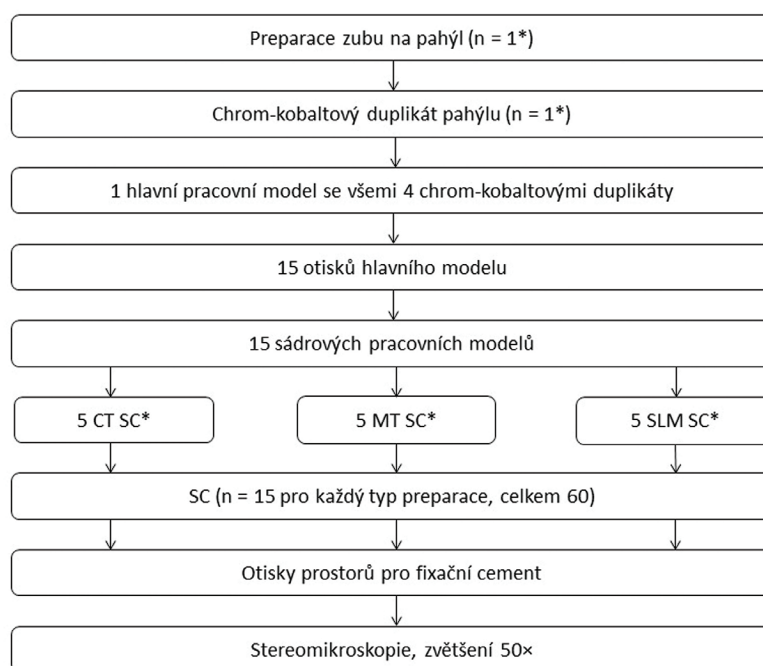 Preparace zubu na pahýl (n = 1*)
Chrom-kobaltový duplikát pahýlu (n = 1*)
1 hlavní pracovní model se všemi 4 chrom-kobaltovými duplikáty
15 otisků hlavního modelu
15 sádrových pracovních modelů
5 CT SC*
5 MT SC*
5 SLM SC*
SC (n = 15 pro každý typ preparace, celkem 60)
Otisky prostorů pro fixační cement
Stereomikroskopie, zvětšení 50×